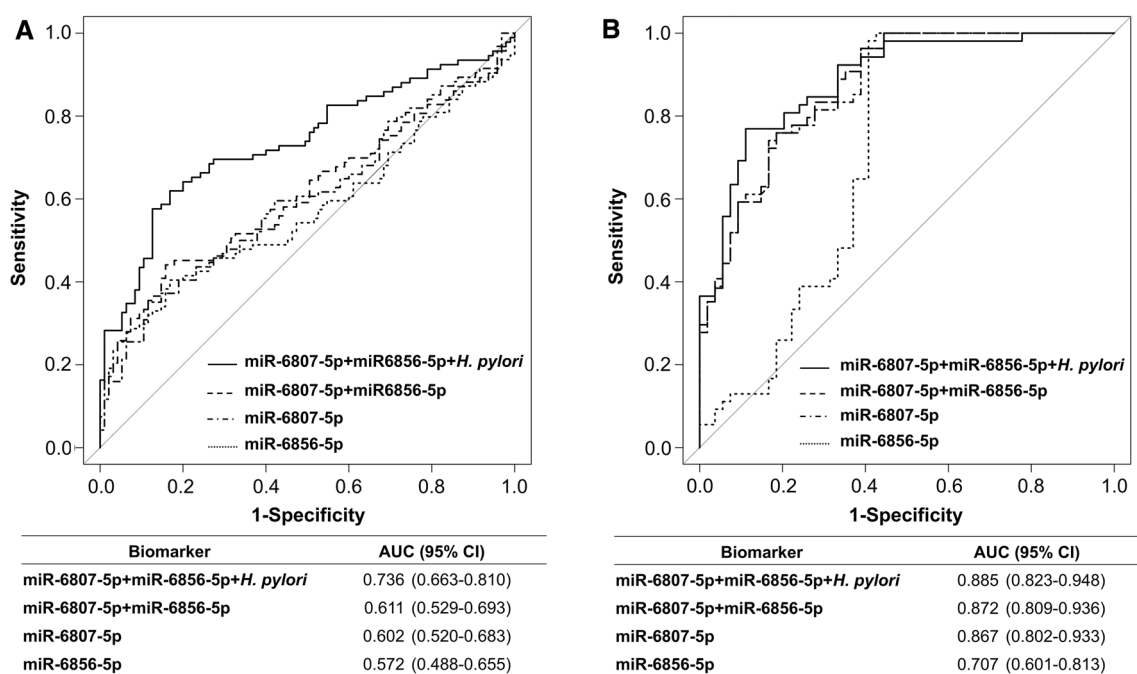 A
1.0
0.8
0.6
0.4
0.2
0.0
Sensitivity
miR-6807-5p+miR6856-5p+H. pylori
miR-6807-5p+miR6856-5p
miR-6807-5p
miR-6856-5p
0.0 0.2 0.4 0.6 0.8 1.0
1-Specificity
Biomarker AUC (95% CI)
miR-6807-5p+miR-6856-5p+H. pylori 0.736 (0.663-0.810)
miR-6807-5p+miR-6856-5p 0.611 (0.529-0.693)
miR-6807-5p 0.602 (0.520-0.683)
miR-6856-5p 0.572 (0.488-0.655)
B
1.0
0.8
0.6
0.4
0.2
0.0
Sensitivity
miR-6807-5p+miR-6856-5p+H. pylori
miR-6807-5p+miR-6856-5p
miR-6807-5p
miR-6856-5p
0.0 0.2 0.4 0.6 0.8 1.0
1-Specificity
Biomarker AUC (95% CI)
miR-6807-5p+miR-6856-5p+H. pylori 0.885 (0.823-0.948)
miR-6807-5p+miR-6856-5p 0.872 (0.809-0.936)
miR-6807-5p 0.867 (0.802-0.933)
miR-6856-5p 0.707 (0.601-0.813)